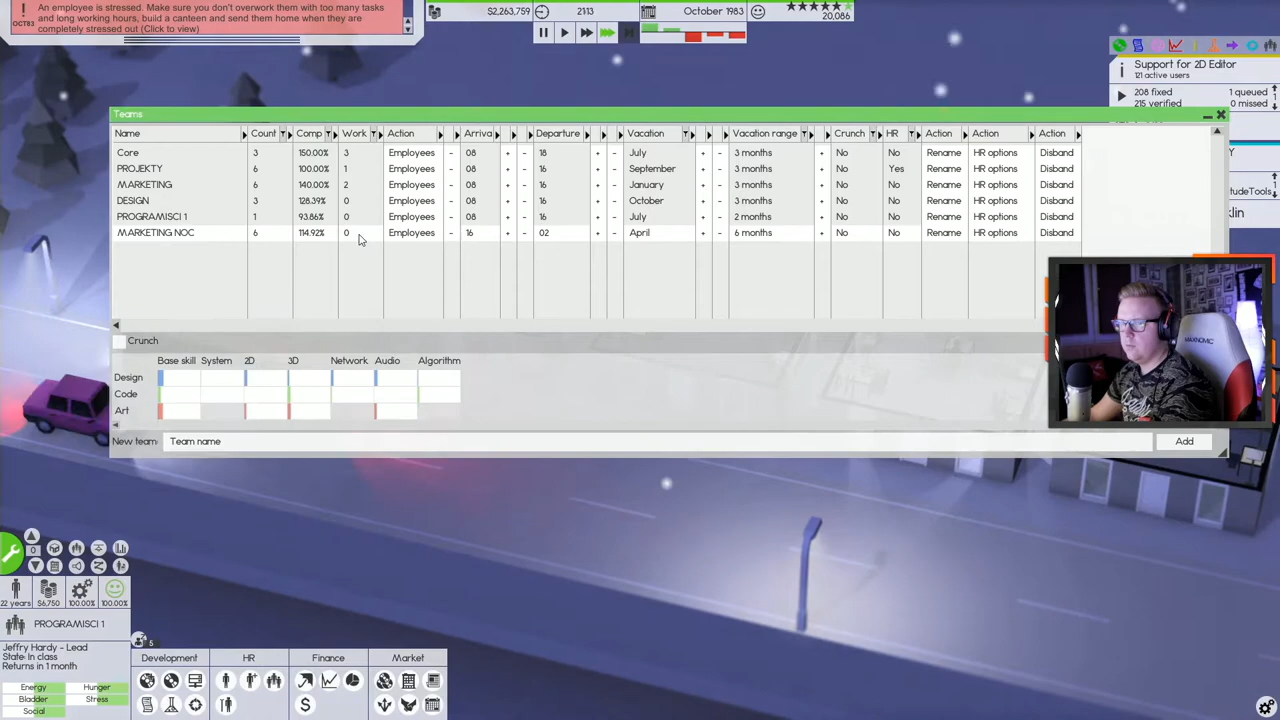 OCT83
An employee is stressed. Make sure you don't overwork them with too many tasks
and long working hours, build a canteen and send them home when they are
completely stressed out (Click to view)
$2,263,759
2113
October 1983
20,086
Support for 2D Editor
121 active users
208 fixed 1 queued
215 verified 0 missed
Teams
Name Count Comp Work Action Arriva Departure Vacation Vacation range Crunch HR Action Action Action
Core 3 150.00% 3 Employees - 08 + - 18 + - July + - 3 months + No No Rename HR options Disband
PROJEKTY 6 100.00% 1 Employees - 08 + - 16 + - September + - 3 months + No Yes Rename HR options Disband
MARKETING 6 140.00% 2 Employees - 08 + - 16 + - January + - 3 months + No No Rename HR options Disband
DESIGN 3 128.39% 0 Employees - 08 + - 16 + - October + - 3 months + No No Rename HR options Disband
PROGRAMISCI 1 1 93.86% 0 Employees - 08 + - 16 + - July + - 2 months + No No Rename HR options Disband
MARKETING NOC 6 114.92% 0 Employees - 16 + - 02 + - April + - 6 months + No No Rename HR options Disband
Crunch
Base skill System 2D 3D Network Audio Algorithm
Design
Code
Art
New team Team name Add
0
22 years $6,750 100.00% 100.00%
PROGRAMISCI 1
Jeffry Hardy - Lead
State: In class
Returns in 1 month
Energy Hunger
Bladder Stress
Social
5
Development HR Finance Market